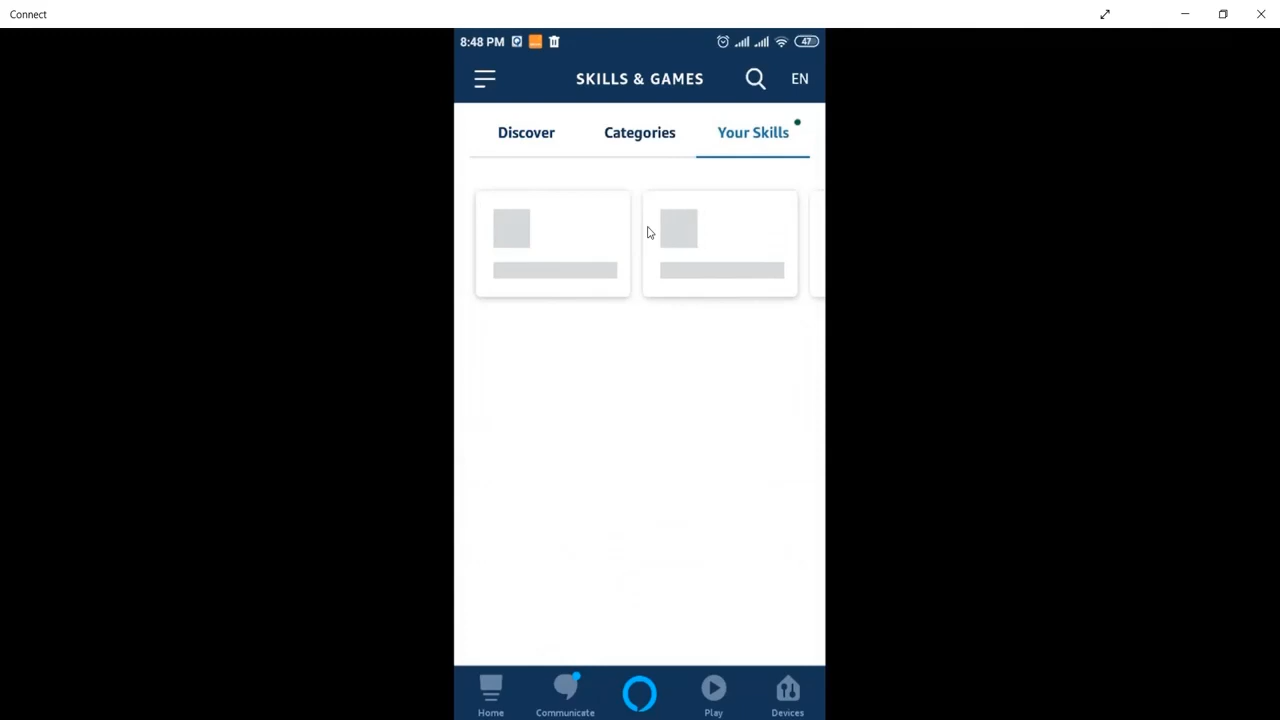 Connect
8:48 PM
47
SKILLS & GAMES
EN
Discover
Categories
Your Skills
Home
Communicate
Play
Devices